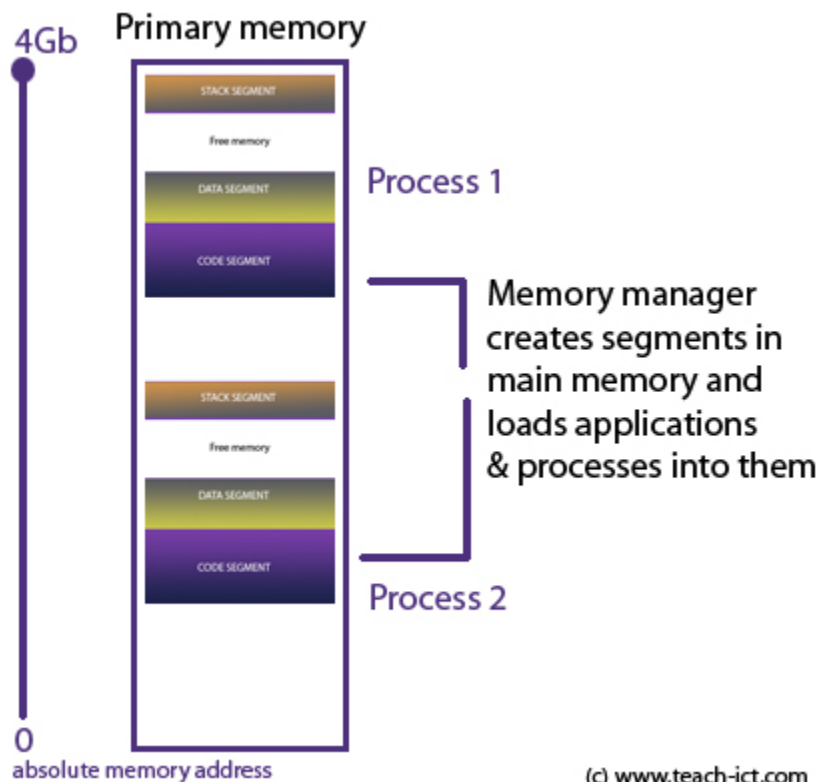 Primary memory
4Gb
STACK SEGMENT
Free memory
DATA SEGMENT
CODE SEGMENT
Process 1
Memory manager
creates segments in
main memory and
loads applications
& processes into them
STACK SEGMENT
Free memory
DATA SEGMENT
CODE SEGMENT
Process 2
0
absolute memory address
(c) www.teach-ict.com